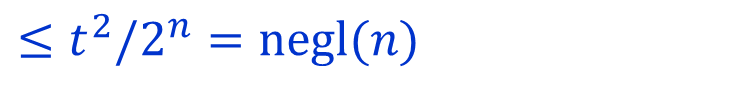 ≤ t²/2ⁿ = negl(n)